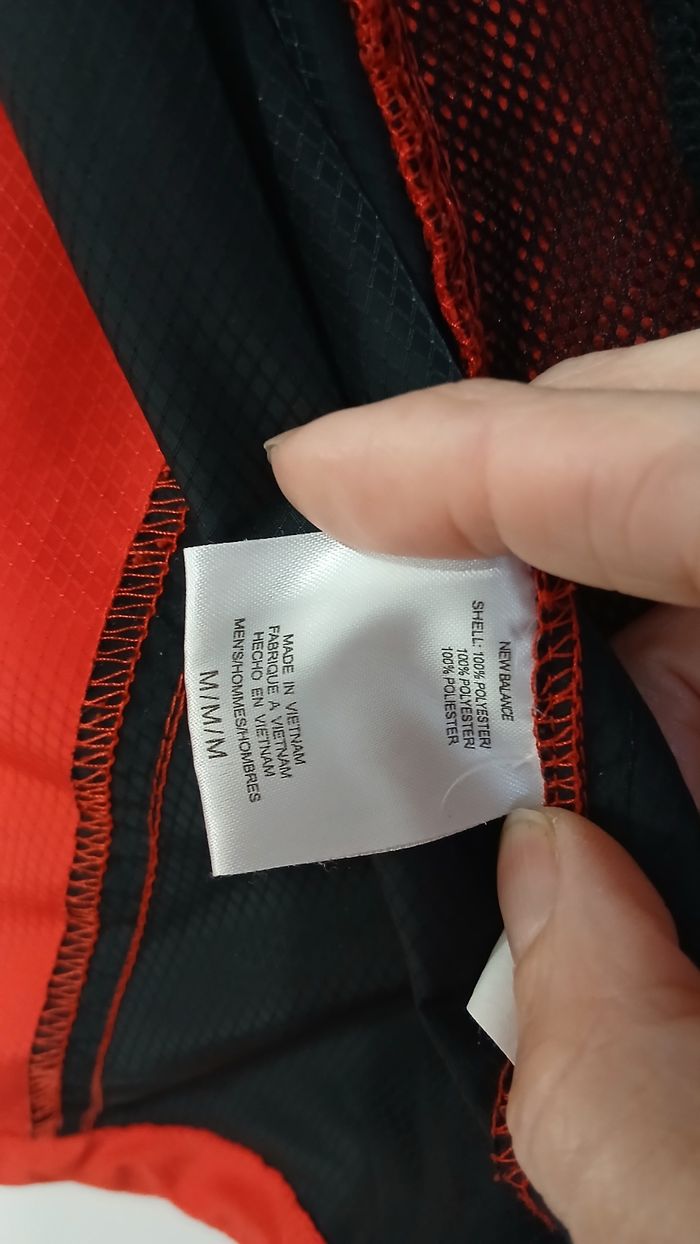 NEW BALANCE
SHELL: 100% POLYESTER/
100% POLYESTER/
100% POLIESTER
MADE IN VIETNAM
FABRIQUE A VIETNAM
HECHO EN VIETNAM
MEN'S/HOMMES/HOMBRES
M/M/M